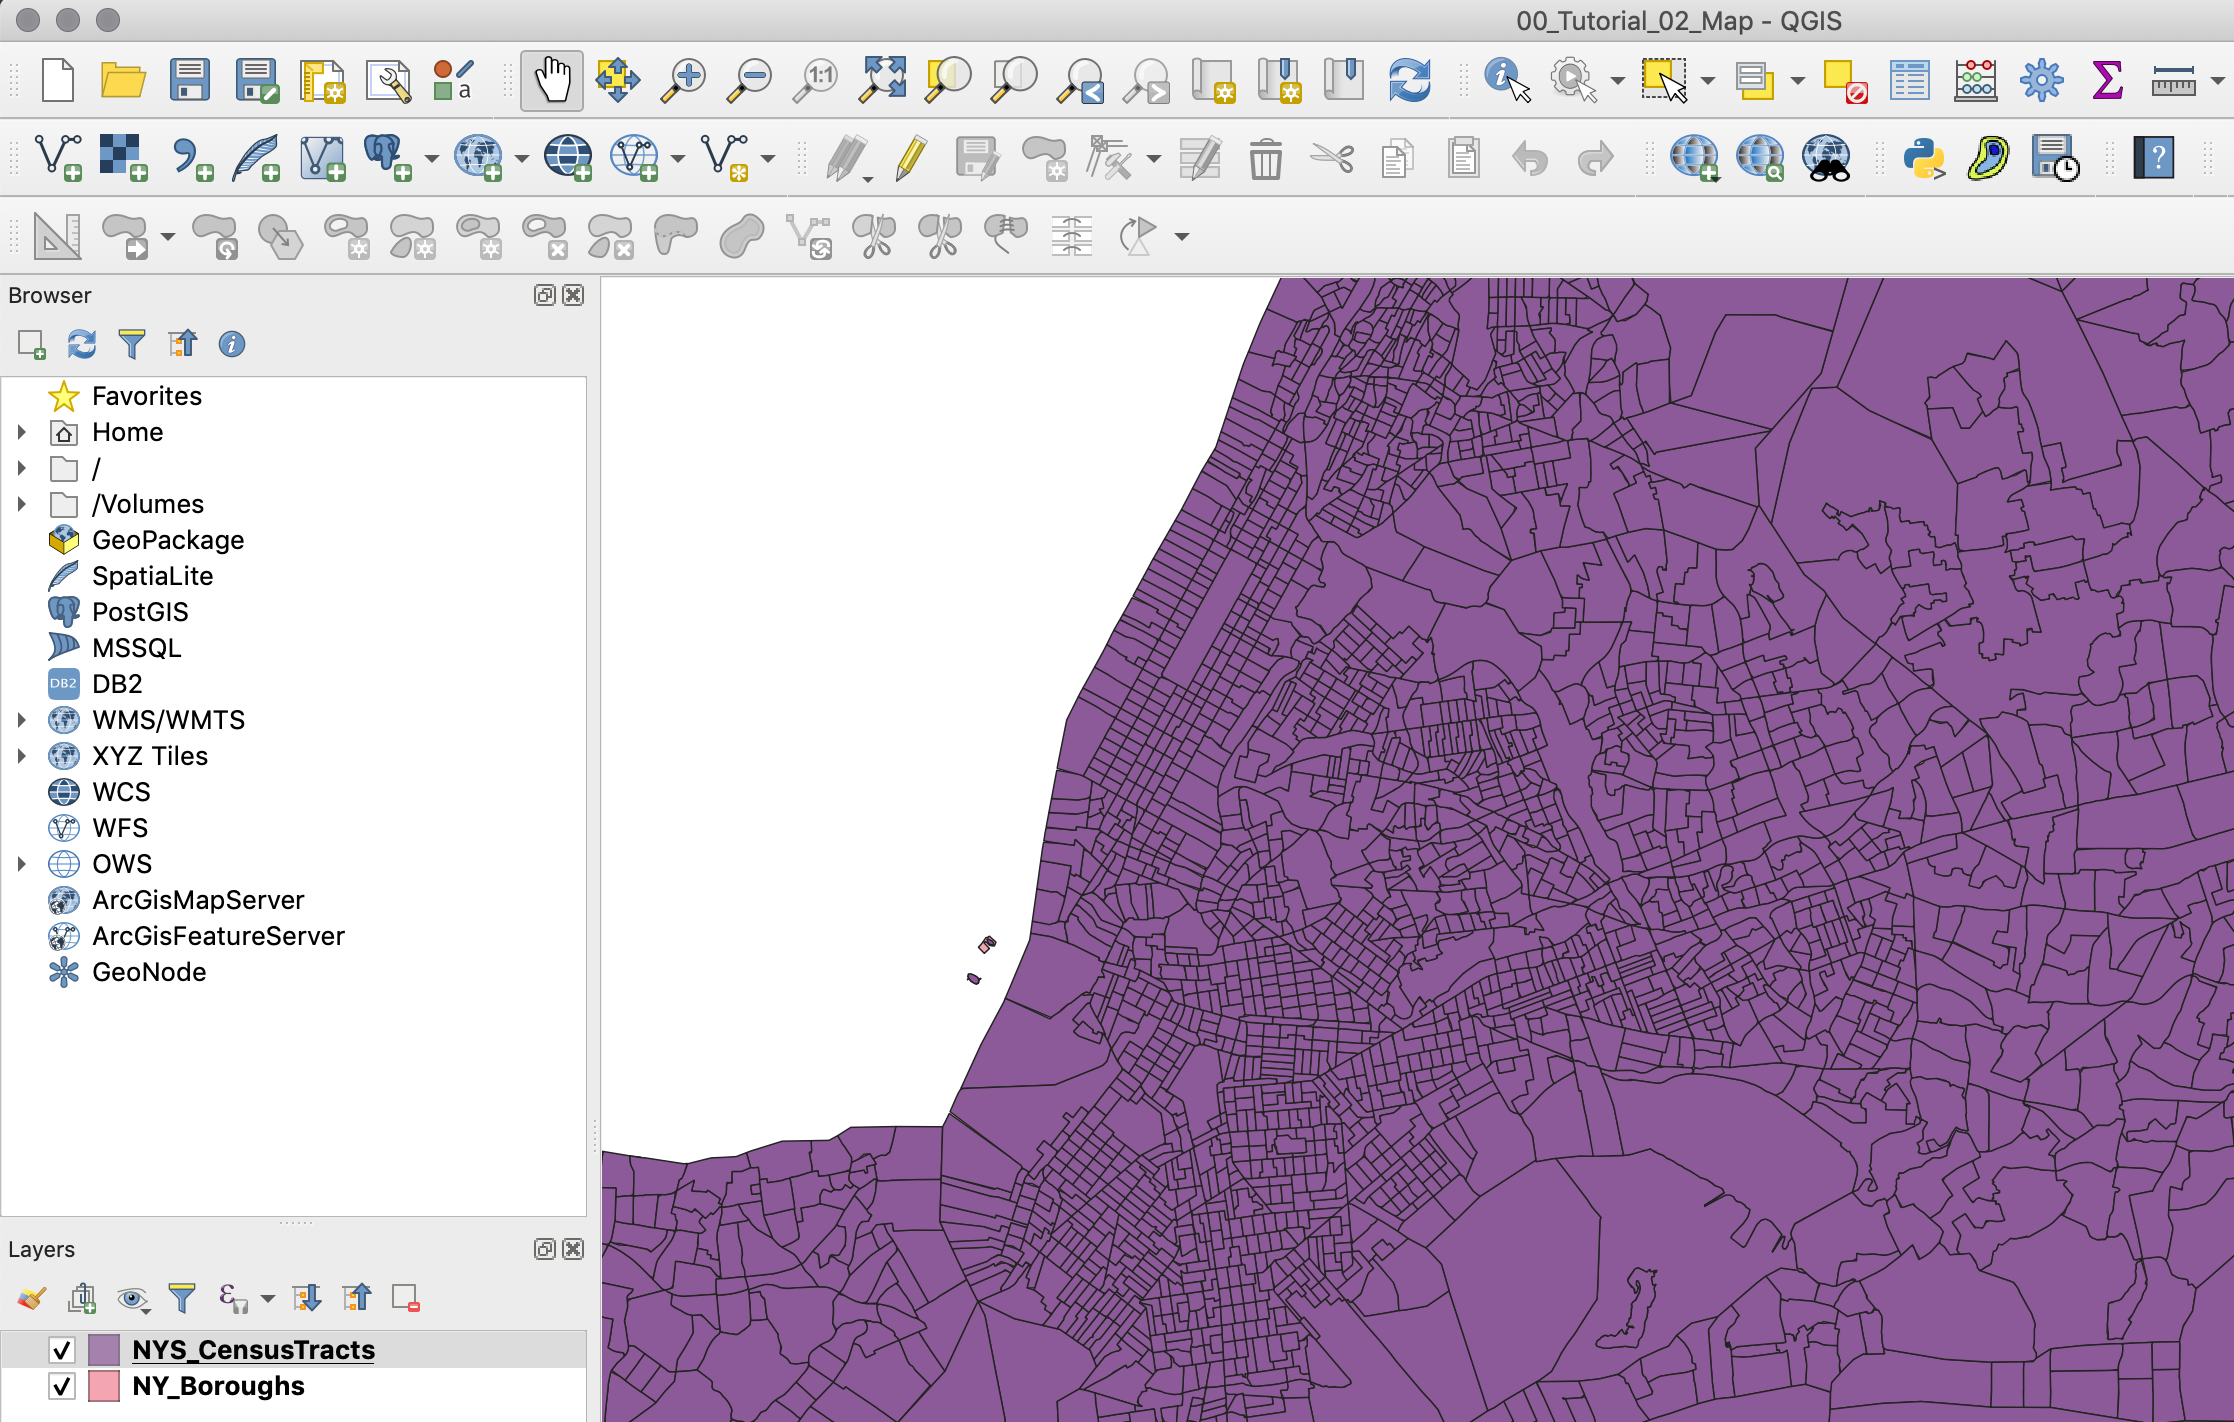 00_Tutorial_02_Map - QGIS
1:1
a
?
Browser
Favorites
Home
/
/Volumes
GeoPackage
SpatiaLite
PostGIS
MSSQL
DB2
DB2
WMS/WMTS
XYZ Tiles
WCS
WFS
OWS
ArcGisMapServer
ArcGisFeatureServer
GeoNode
Layers
NYS_CensusTracts
NY_Boroughs